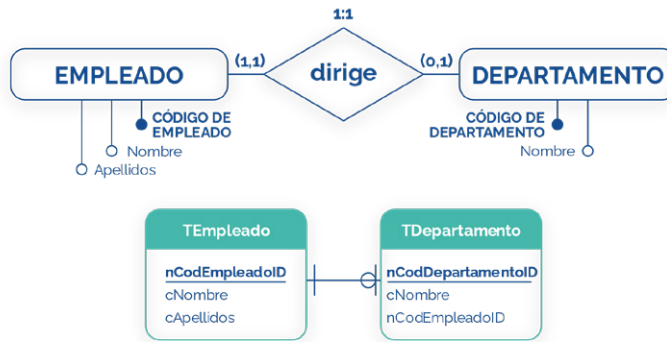 1:1
EMPLEADO
(1,1)
dirige
(0,1)
DEPARTAMENTO
CÓDIGO DE
EMPLEADO
Nombre
Apellidos
CÓDIGO DE
DEPARTAMENTO
Nombre
TEmpleado
nCodEmpleadoID
cNombre
cApellidos
TDepartamento
nCodDepartamentoID
cNombre
nCodEmpleadoID